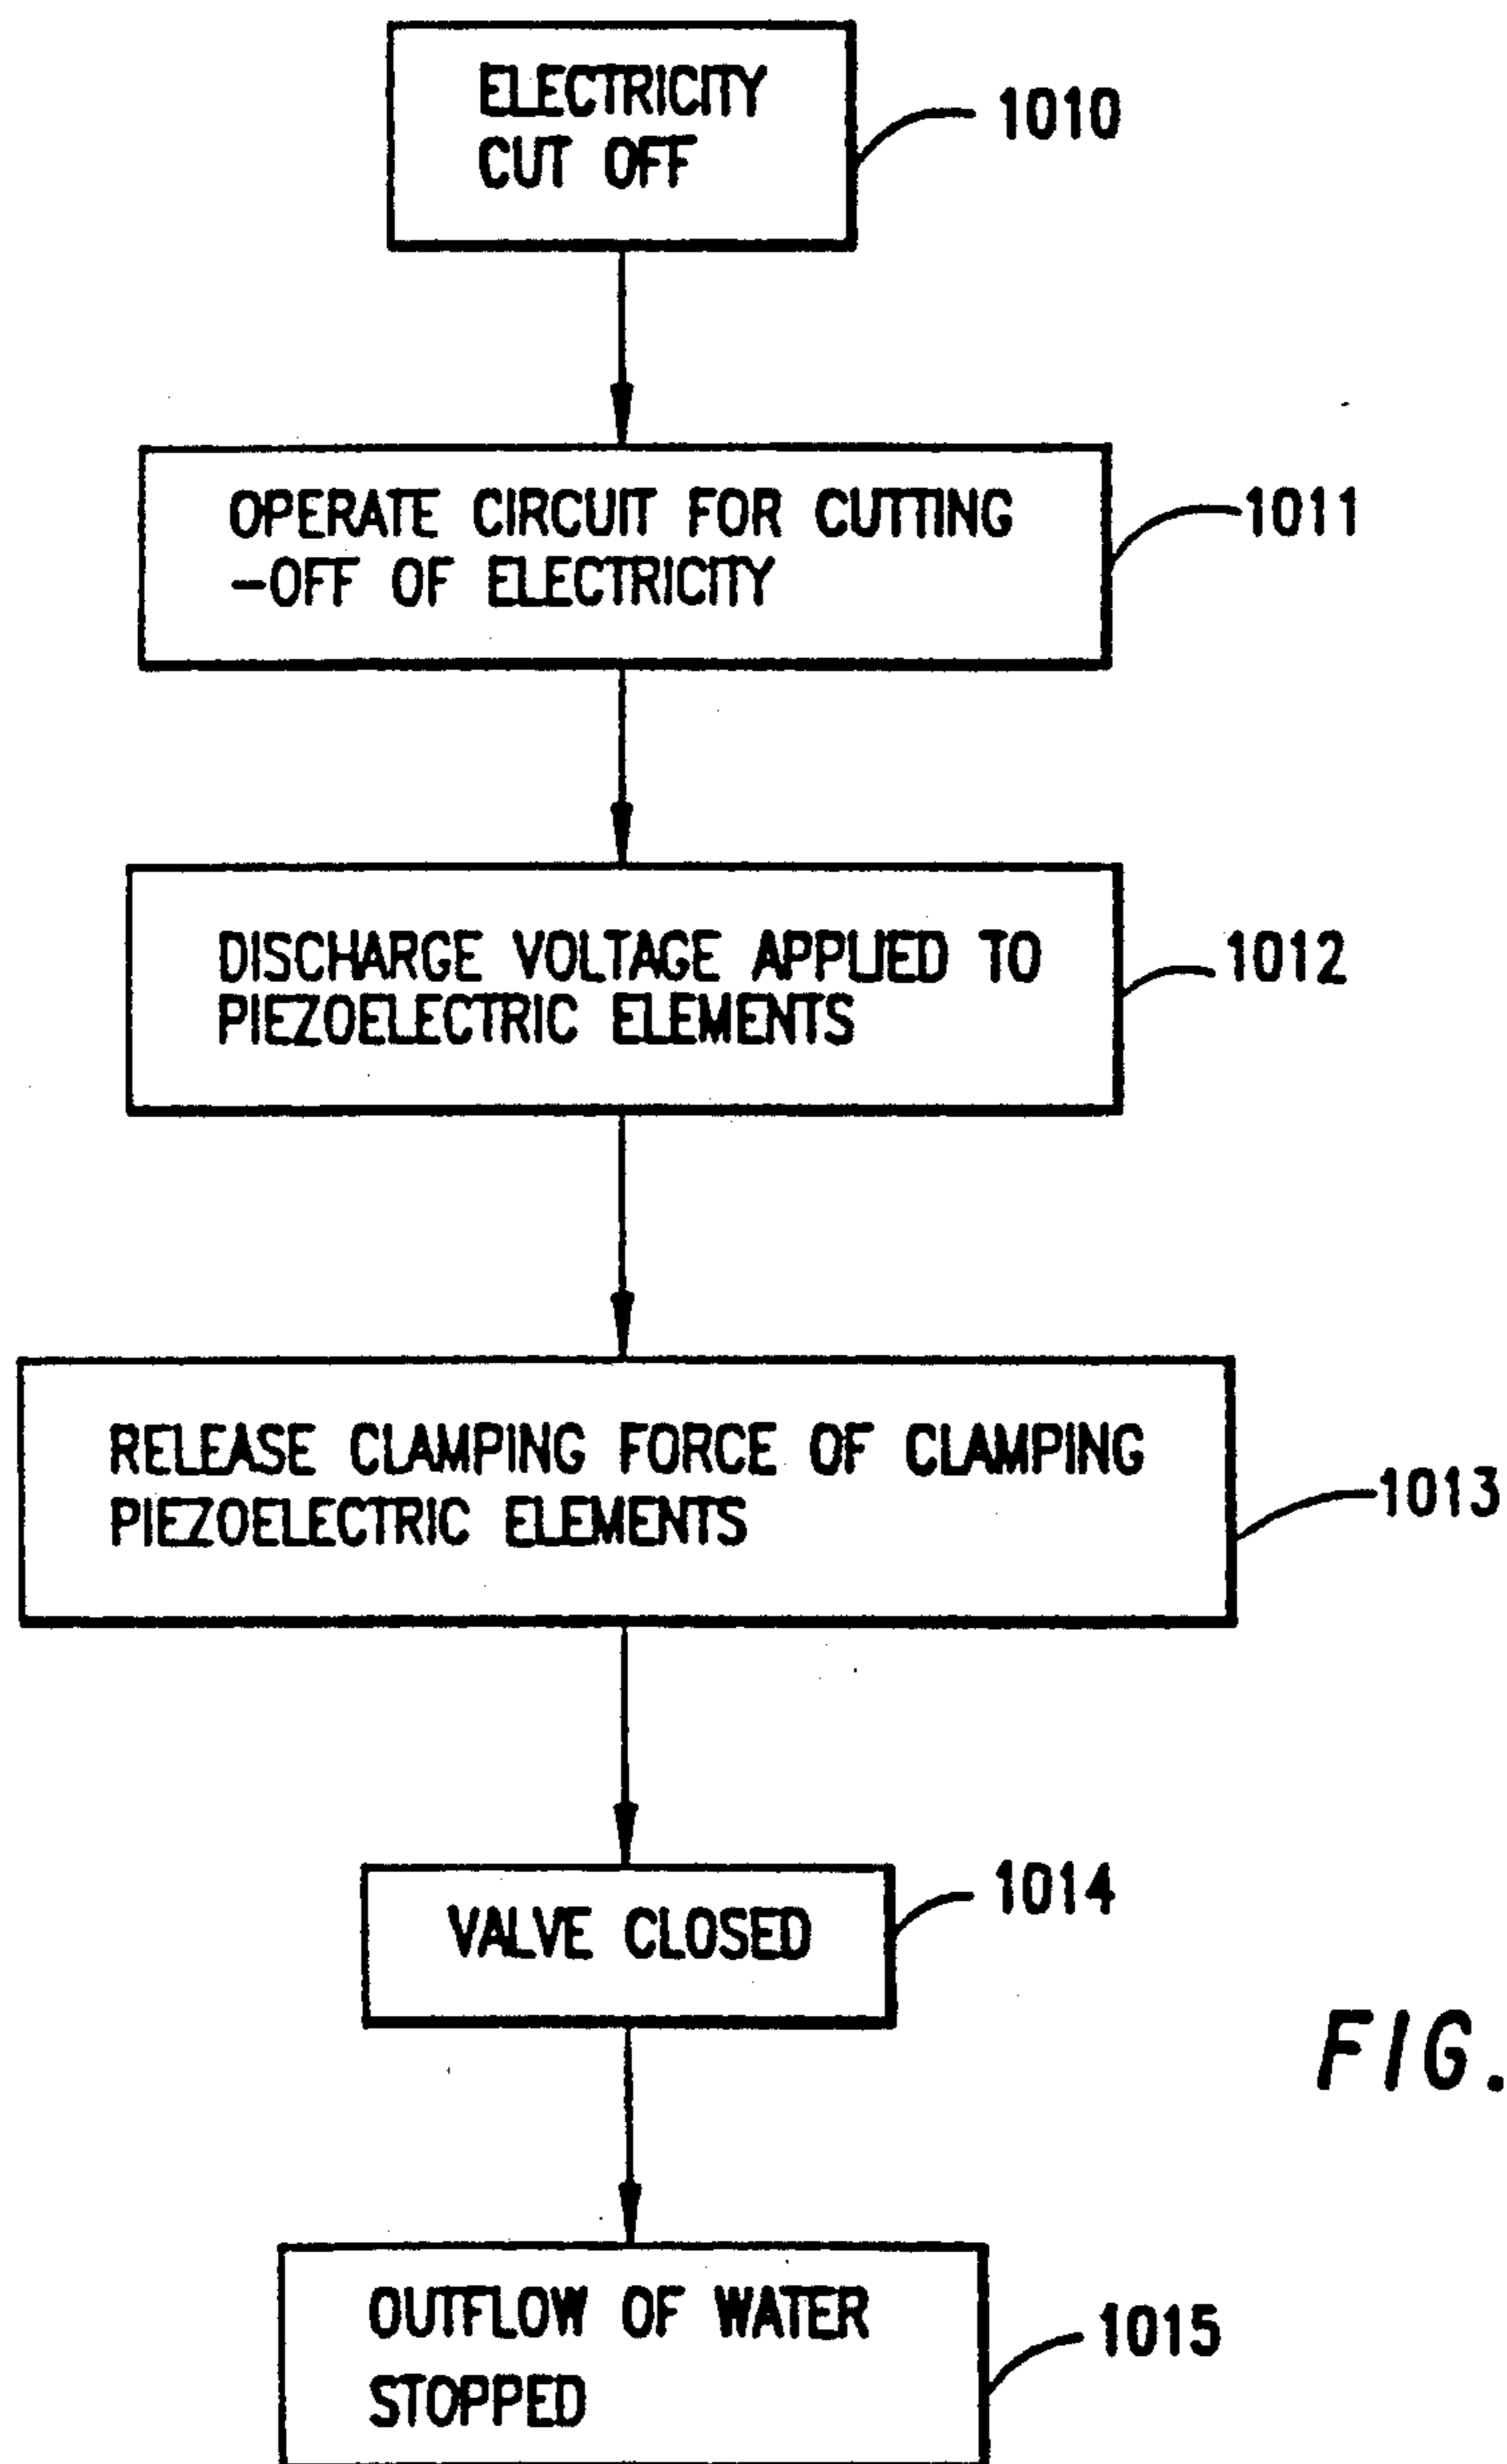 ELECTRICITY
CUT OFF
1010
OPERATE CIRCUIT FOR CUTTING
-OFF OF ELECTRICITY
1011
DISCHARGE VOLTAGE APPLIED TO
PIEZOELECTRIC ELEMENTS
1012
RELEASE CLAMPING FORCE OF CLAMPING
PIEZOELECTRIC ELEMENTS
1013
VALVE CLOSED
1014
FIG.
OUTFLOW OF WATER
STOPPED
1015